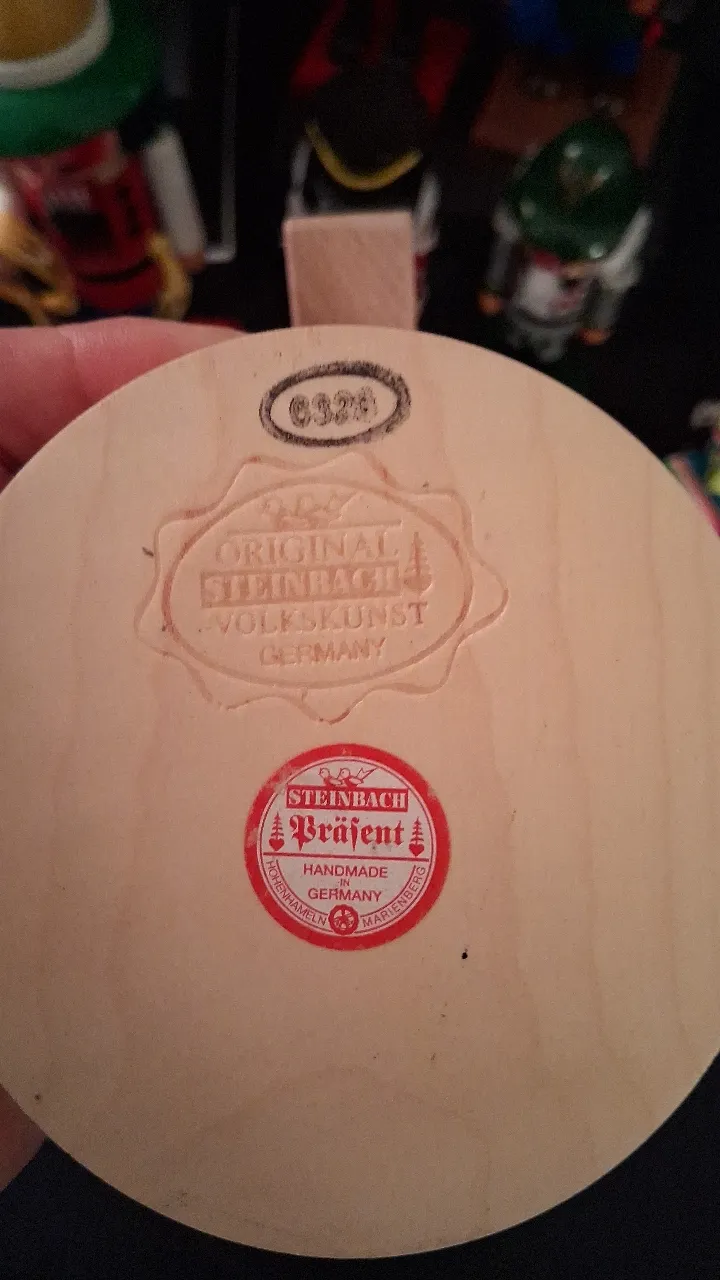 ORIGINAL
STEINBACH
VOLKSKUNST
GERMANY
STEINBACH
Präſent
HANDMADE
IN
GERMANY
HOHENHAMELN MARIENBERG